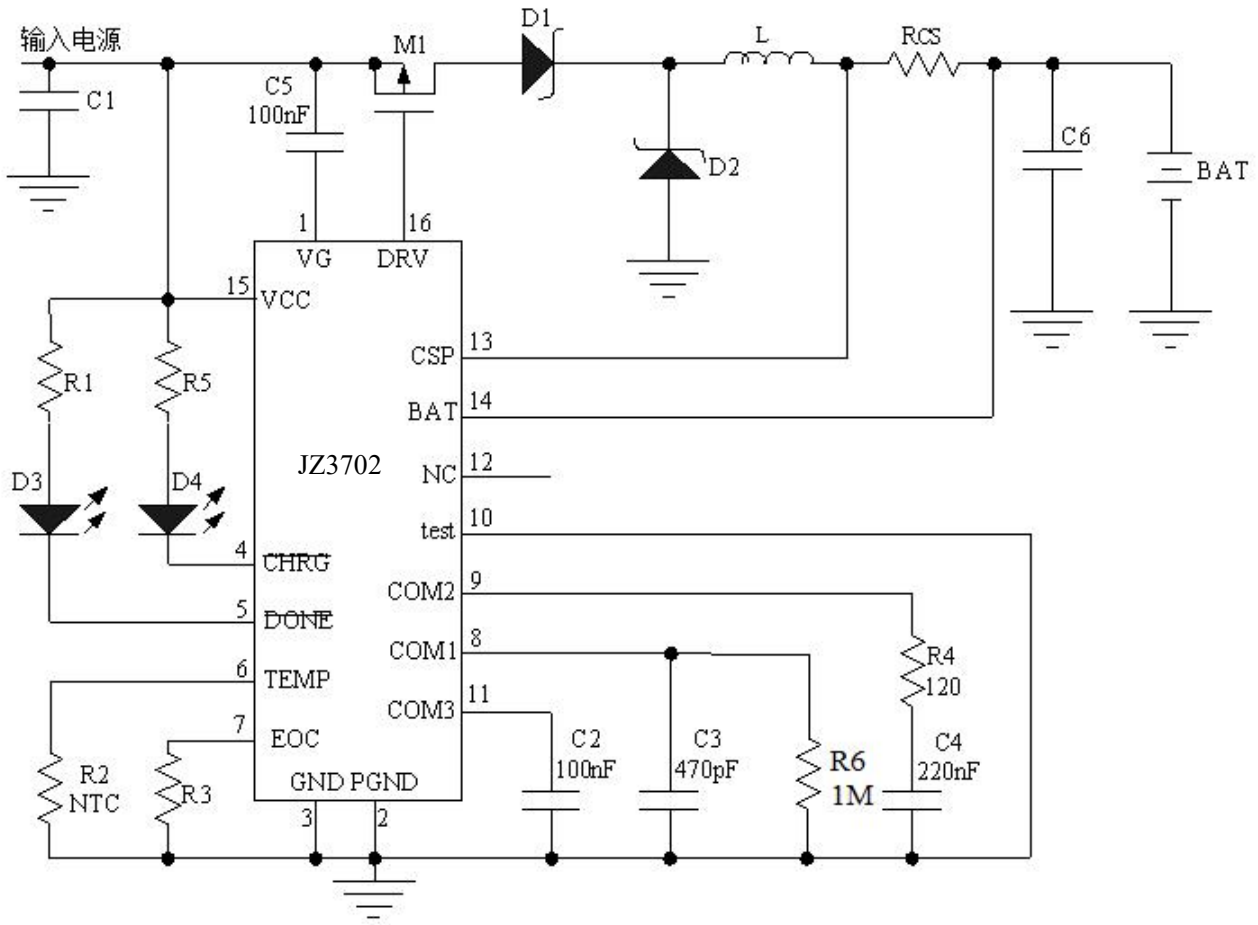 D1
输入电源
M1
L
RCS
C1
C5
100nF
D2
C6
BAT
1
16
VG
DRV
15
VCC
CSP
13
R1
R5
BAT
14
JZ3702
NC
12
D3
D4
test
10
4
CHRG
COM2
9
5
DONE
COM1
8
R4
120
6
TEMP
COM3
11
7
EOC
R2
NTC
R3
GND PGND
C2
100nF
C3
470pF
R6
1M
C4
220nF
3
2